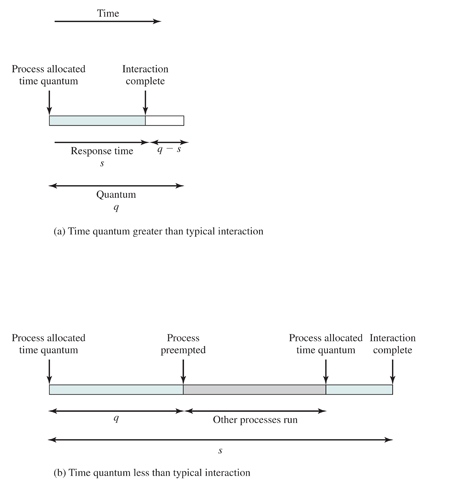 Time
Process allocated
time quantum
Interaction
complete
Response time
s
q − s
Quantum
q
(a) Time quantum greater than typical interaction
Process allocated
time quantum
Process
preempted
Process allocated
time quantum
Interaction
complete
q
Other processes run
s
(b) Time quantum less than typical interaction